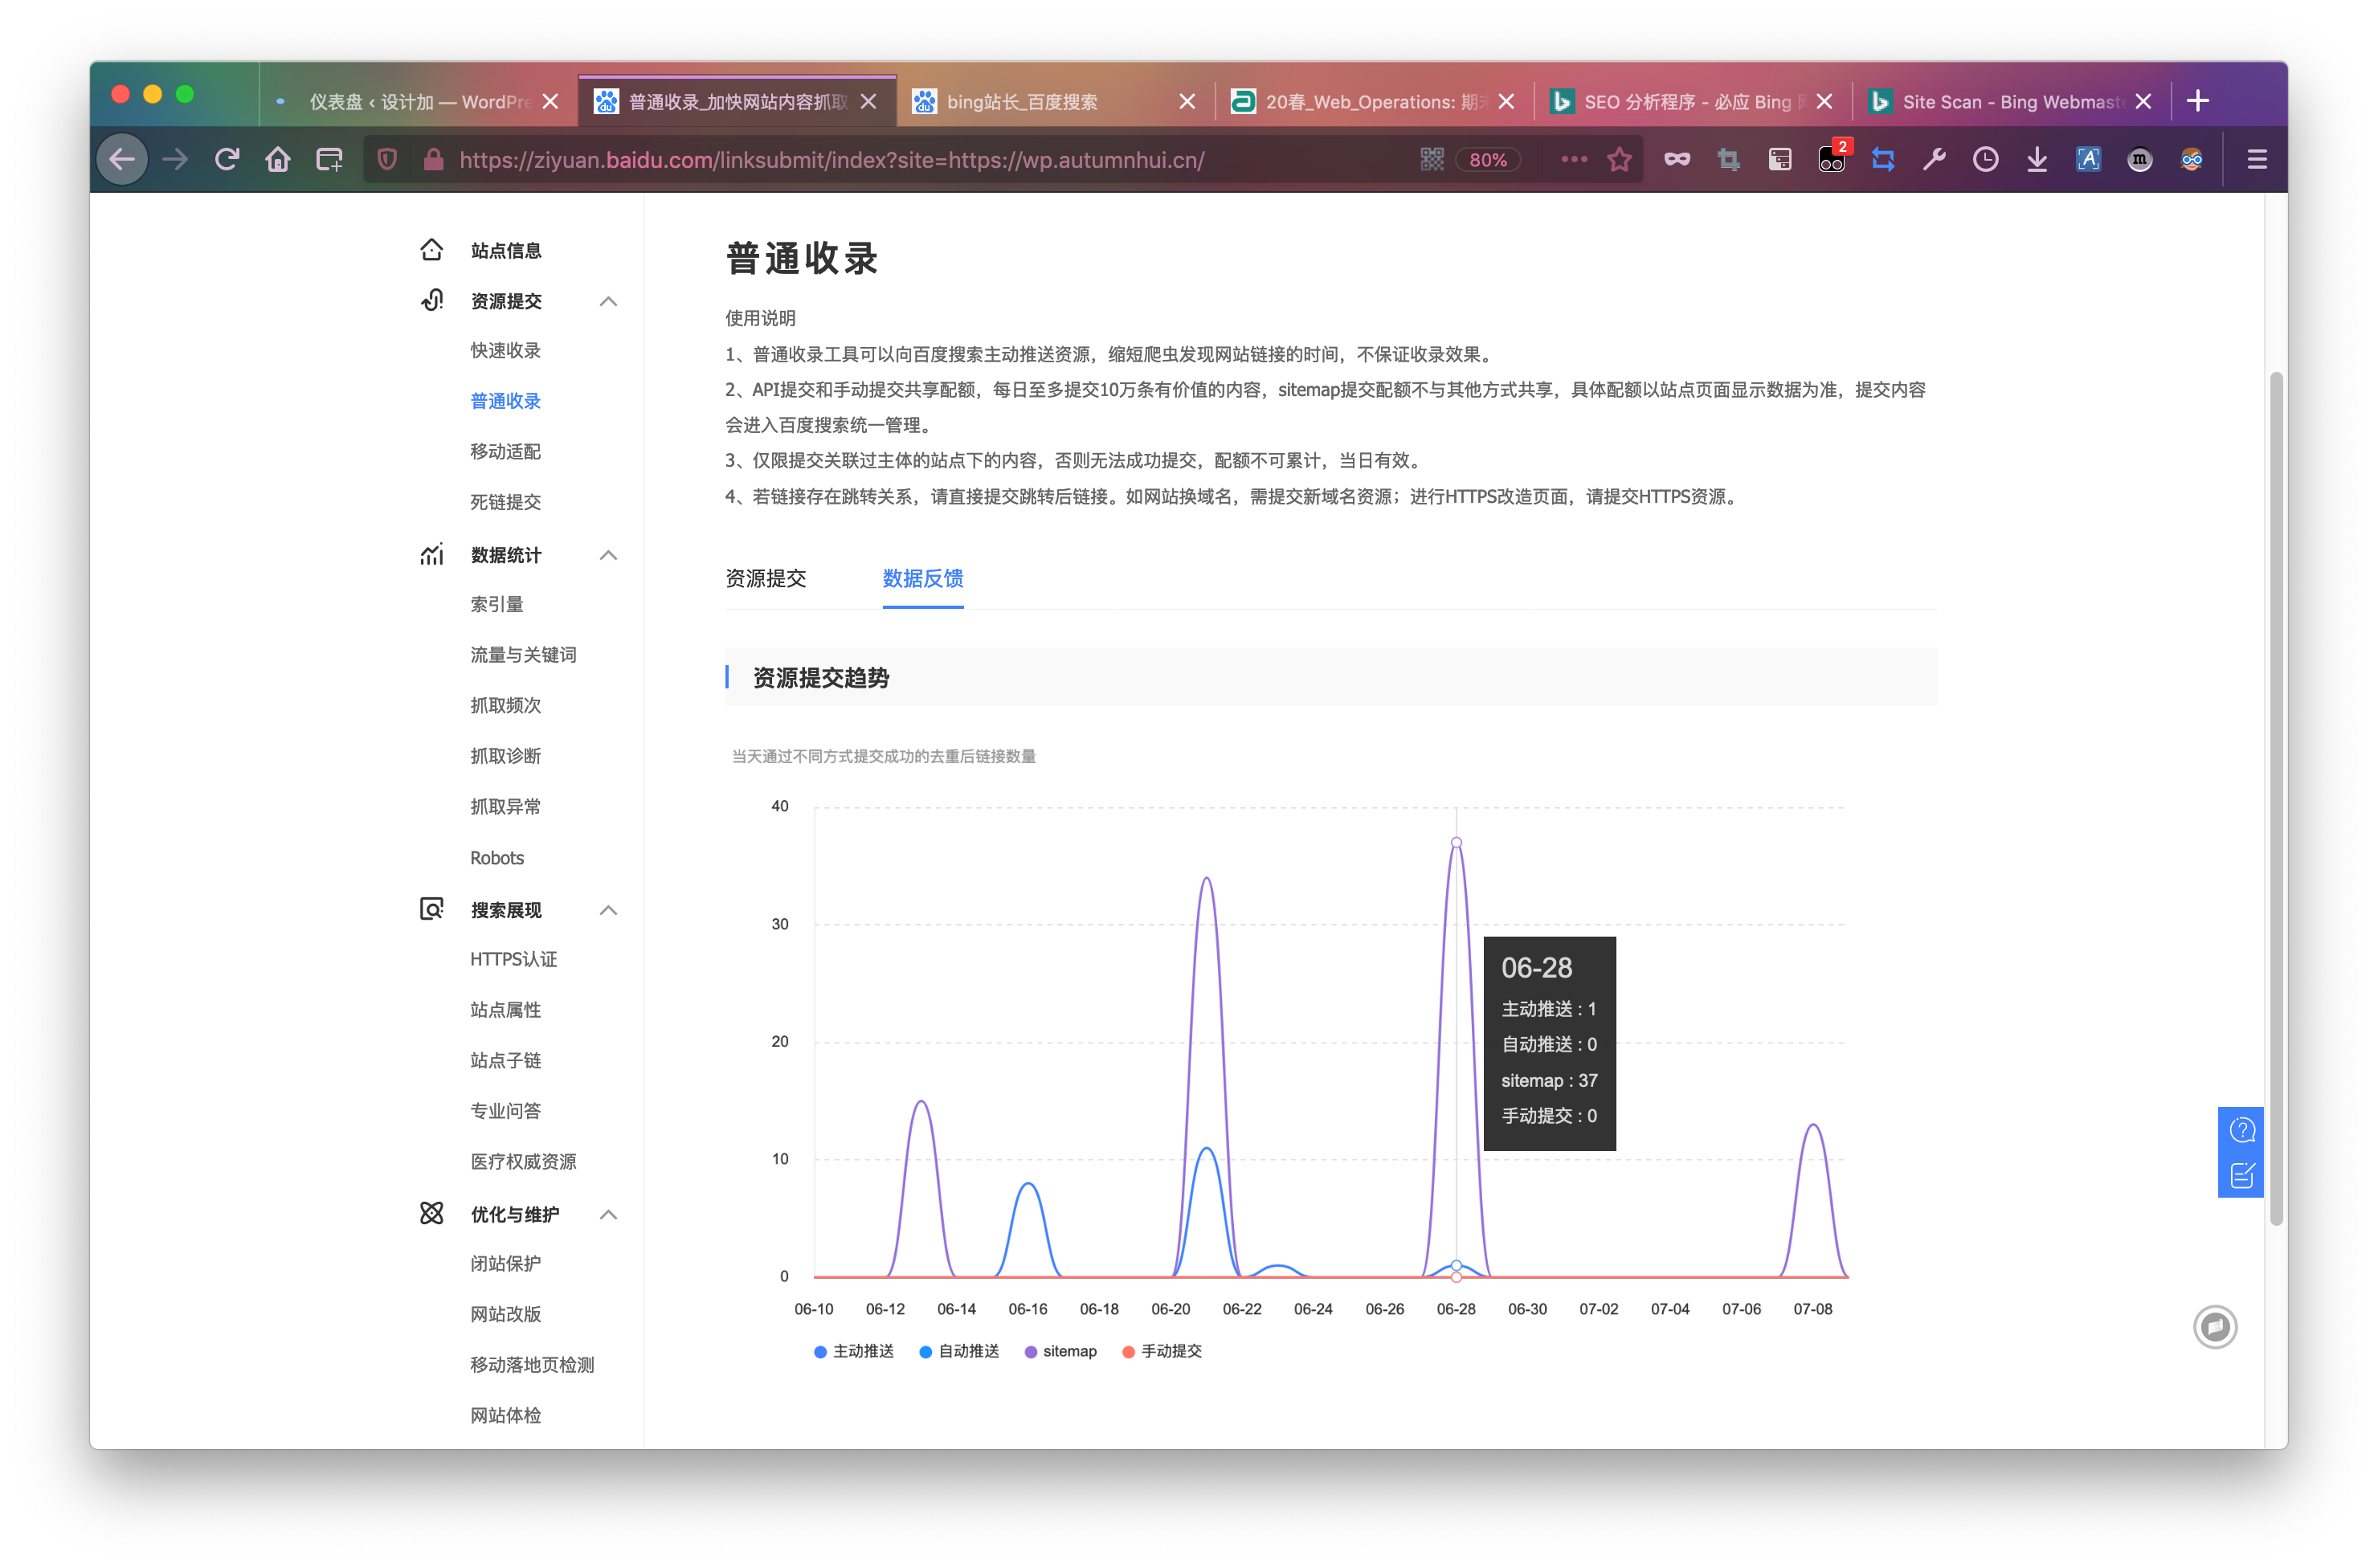 仪表盘 ‹ 设计加 — WordPre
普通收录_加快网站内容抓取
bing站长_百度搜索
20春_Web_Operations: 期
SEO 分析程序 - 必应 Bing
Site Scan - Bing Webmast
https://ziyuan.baidu.com/linksubmit/index?site=https://wp.autumnhui.cn/
80%
2
站点信息
资源提交
快速收录
普通收录
移动适配
死链提交
数据统计
索引量
流量与关键词
抓取频次
抓取诊断
抓取异常
Robots
搜索展现
HTTPS认证
站点属性
站点子链
专业问答
医疗权威资源
优化与维护
闭站保护
网站改版
移动落地页检测
网站体检
普通收录
使用说明
1、普通收录工具可以向百度搜索主动推送资源，缩短爬虫发现网站链接的时间，不保证收录效果。
2、API提交和手动提交共享配额，每日至多提交10万条有价值的内容，sitemap提交配额不与其他方式共享，具体配额以站点页面显示数据为准，提交内容
会进入百度搜索统一管理。
3、仅限提交关联过主体的站点下的内容，否则无法成功提交，配额不可累计，当日有效。
4、若链接存在跳转关系，请直接提交跳转后链接。如网站换域名，需提交新域名资源；进行HTTPS改造页面，请提交HTTPS资源。
资源提交 数据反馈
资源提交趋势
当天通过不同方式提交成功的去重后链接数量
40
30
20
10
0
06-28
主动推送 : 1
自动推送 : 0
sitemap : 37
手动提交 : 0
06-10 06-12 06-14 06-16 06-18 06-20 06-22 06-24 06-26 06-28 06-30 07-02 07-04 07-06 07-08
主动推送 自动推送 sitemap 手动提交